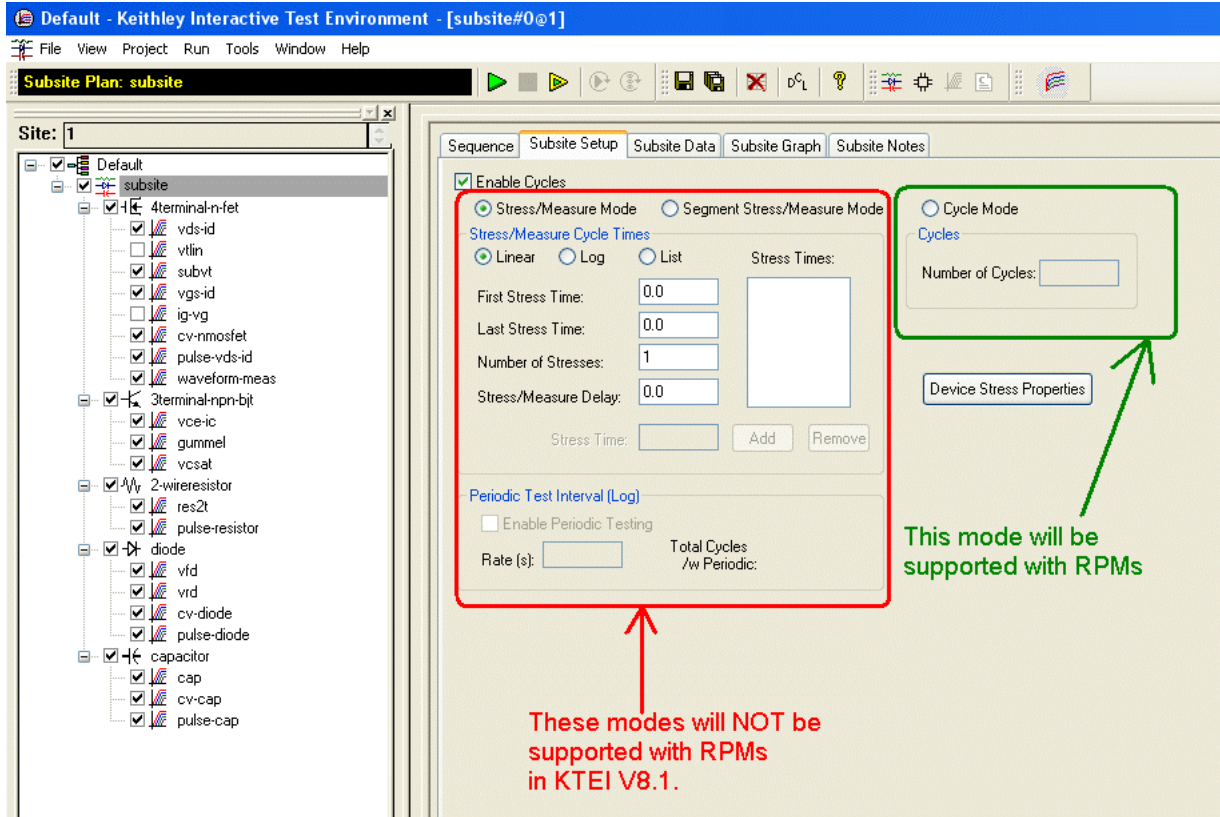 Default - Keithley Interactive Test Environment - [subsite#0@1]
File View Project Run Tools Window Help
Subsite Plan: subsite
Site: 1
Default
subsite
4terminal-n-fet
vds-id
vtlin
subvt
vgs-id
ig-vg
cv-nmosfet
pulse-vds-id
waveform-meas
3terminal-npn-bjt
vce-ic
gummel
vcsat
2-wireresistor
res2t
pulse-resistor
diode
vfd
vrd
cv-diode
pulse-diode
capacitor
cap
cv-cap
pulse-cap
Sequence Subsite Setup Subsite Data Subsite Graph Subsite Notes
Enable Cycles
Stress/Measure Mode Segment Stress/Measure Mode
Stress/Measure Cycle Times
Linear Log List Stress Times:
First Stress Time: 0.0
Last Stress Time: 0.0
Number of Stresses: 1
Stress/Measure Delay: 0.0
Stress Time: Add Remove
Periodic Test Interval (Log)
Enable Periodic Testing
Rate (s): Total Cycles
/w Periodic:
Cycle Mode
Cycles
Number of Cycles:
Device Stress Properties
This mode will be
supported with RPMs
These modes will NOT be
supported with RPMs
in KTEI V8.1.